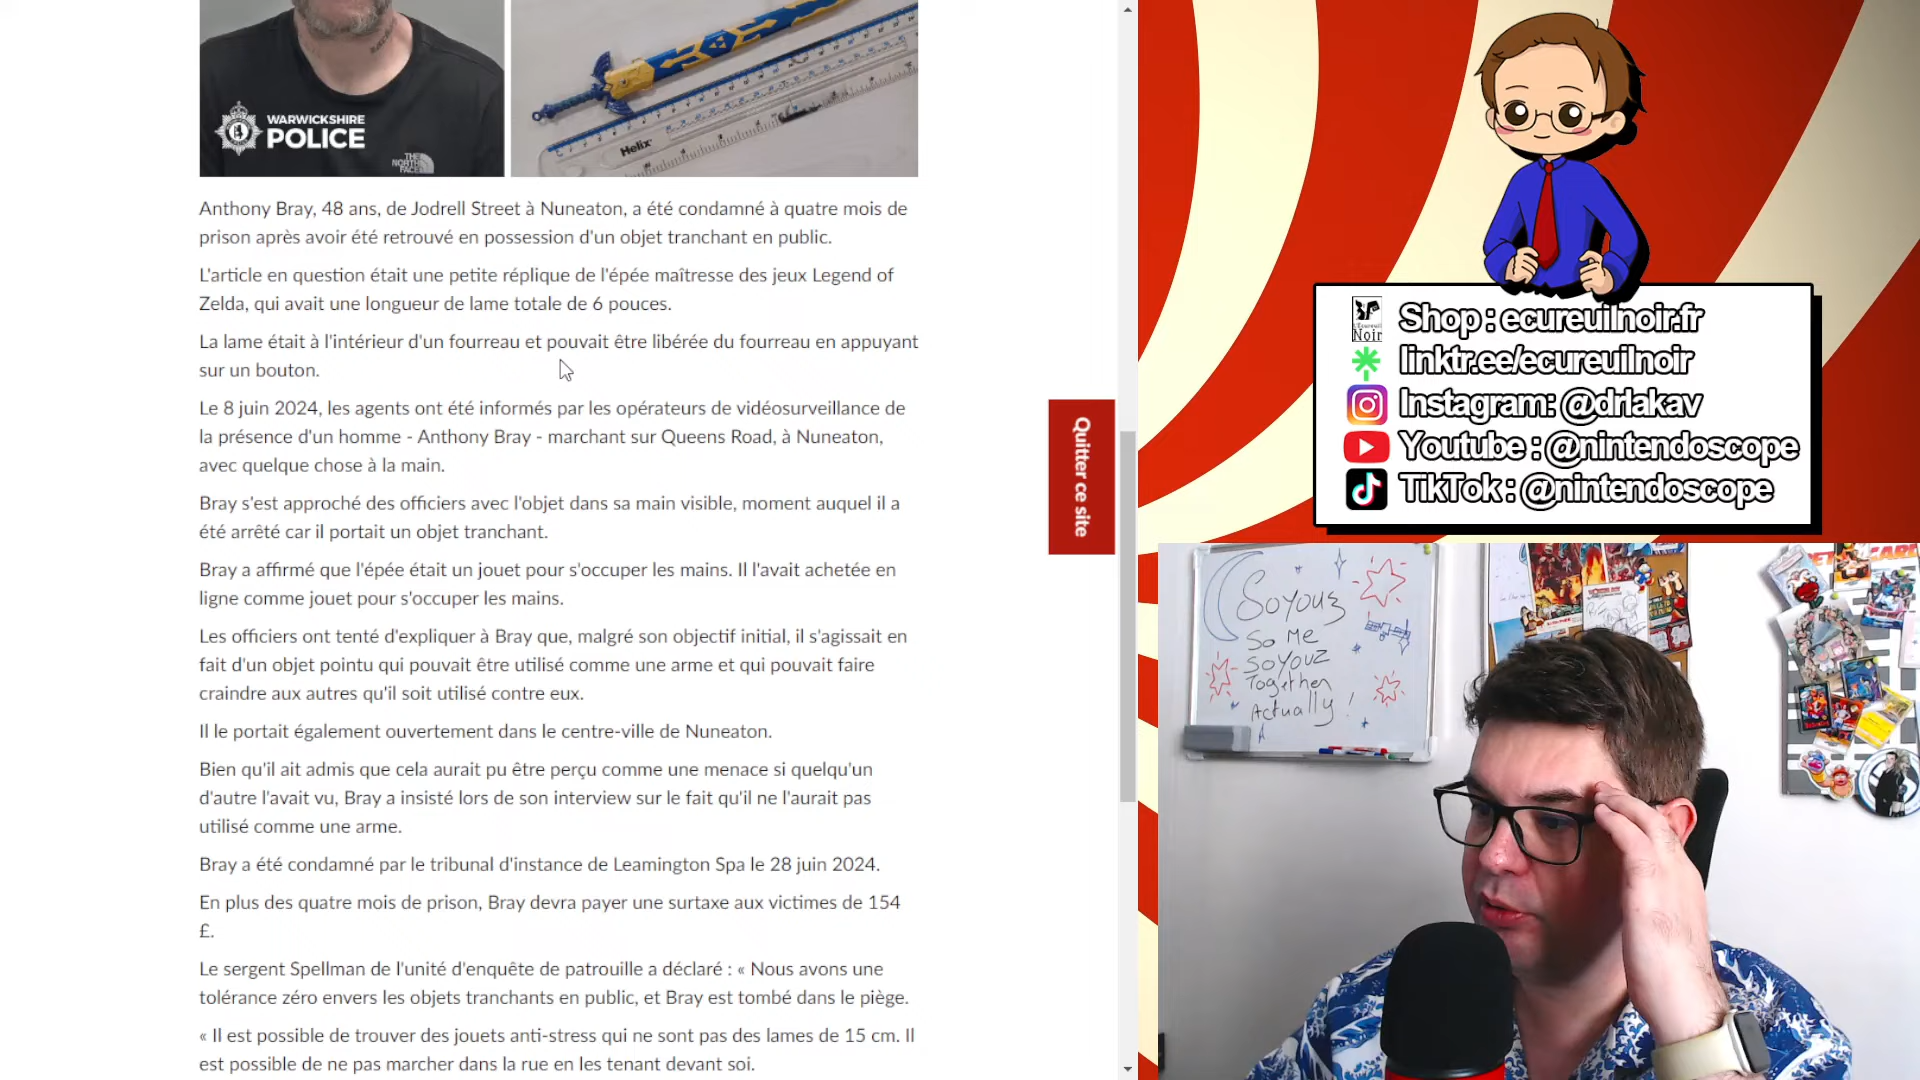 WARWICKSHIRE
POLICE
THE
NORTH
FACE
Helix
Anthony Bray, 48 ans, de Jodrell Street à Nuneaton, a été condamné à quatre mois de
prison après avoir été retrouvé en possession d'un objet tranchant en public.
L'article en question était une petite réplique de l'épée maîtresse des jeux Legend of
Zelda, qui avait une longueur de lame totale de 6 pouces.
La lame était à l'intérieur d'un fourreau et pouvait être libérée du fourreau en appuyant
sur un bouton.
Le 8 juin 2024, les agents ont été informés par les opérateurs de vidéosurveillance de
la présence d'un homme - Anthony Bray - marchant sur Queens Road, à Nuneaton,
avec quelque chose à la main.
Bray s'est approché des officiers avec l'objet dans sa main visible, moment auquel il a
été arrêté car il portait un objet tranchant.
Bray a affirmé que l'épée était un jouet pour s'occuper les mains. Il l'avait achetée en
ligne comme jouet pour s'occuper les mains.
Les officiers ont tenté d'expliquer à Bray que, malgré son objectif initial, il s'agissait en
fait d'un objet pointu qui pouvait être utilisé comme une arme et qui pouvait faire
craindre aux autres qu'il soit utilisé contre eux.
Il le portait également ouvertement dans le centre-ville de Nuneaton.
Bien qu'il ait admis que cela aurait pu être perçu comme une menace si quelqu'un
d'autre l'avait vu, Bray a insisté lors de son interview sur le fait qu'il ne l'aurait pas
utilisé comme une arme.
Bray a été condamné par le tribunal d'instance de Leamington Spa le 28 juin 2024.
En plus des quatre mois de prison, Bray devra payer une surtaxe aux victimes de 154
£.
Le sergent Spellman de l'unité d'enquête de patrouille a déclaré : « Nous avons une
tolérance zéro envers les objets tranchants en public, et Bray est tombé dans le piège.
« Il est possible de trouver des jouets anti-stress qui ne sont pas des lames de 15 cm. Il
est possible de ne pas marcher dans la rue en les tenant devant soi.
Quitter ce site
Noir
Shop : ecureuilnoir.fr
linktr.ee/ecureuilnoir
Instagram: @drlakav
Youtube : @nintendoscope
TikTok : @nintendoscope
Soyouz
So Me
SOYOUZ
Together
Actually !